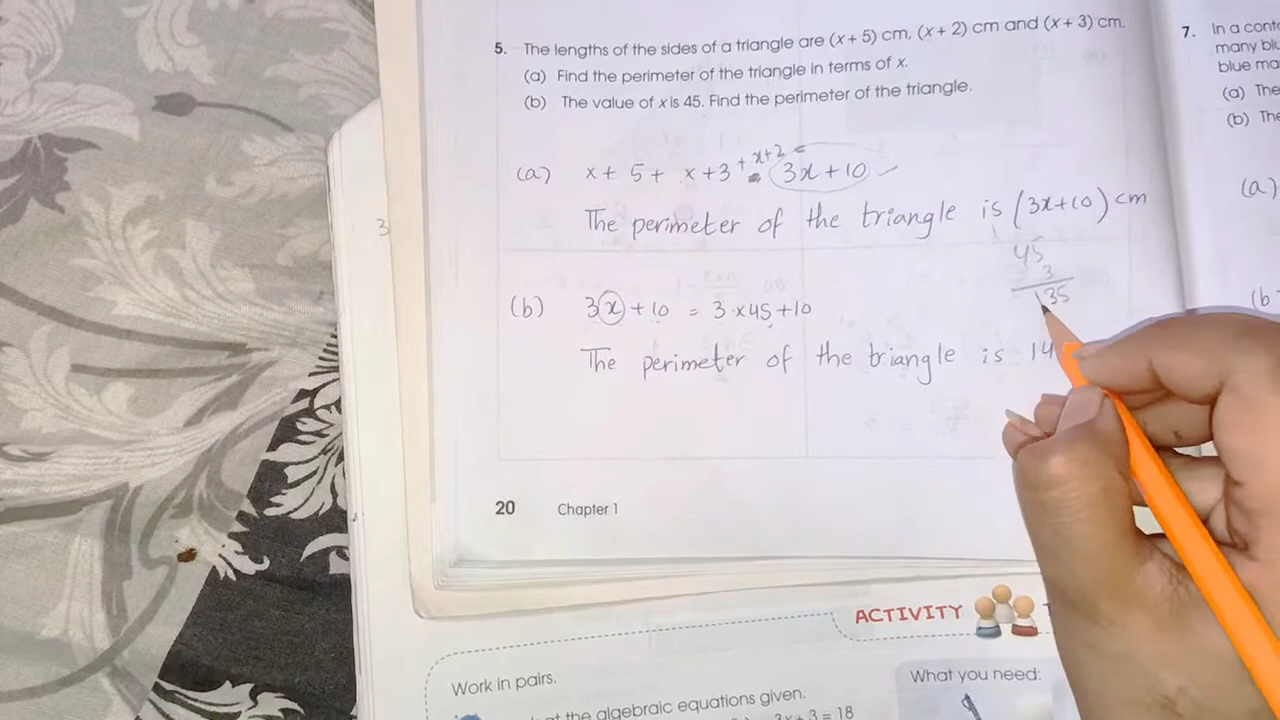 5. The lengths of the sides of a triangle are (x + 5) cm, (x + 2) cm and (x + 3) cm.
(a) Find the perimeter of the triangle in terms of x.
(b) The value of x is 45. Find the perimeter of the triangle.
(a) x + 5 + x + 3 + x + 2 = 3x + 10
The perimeter of the triangle is (3x+10) cm
45
3
135
(b) 3x + 10 = 3 × 45 + 10
The perimeter of the triangle is 14
20 Chapter 1
3
7. In a
many
blue
(a) The
(b) The
(a)
(b
ACTIVITY
Work in pairs.
the algebraic equations given.
3x + 3 = 18
What you need: